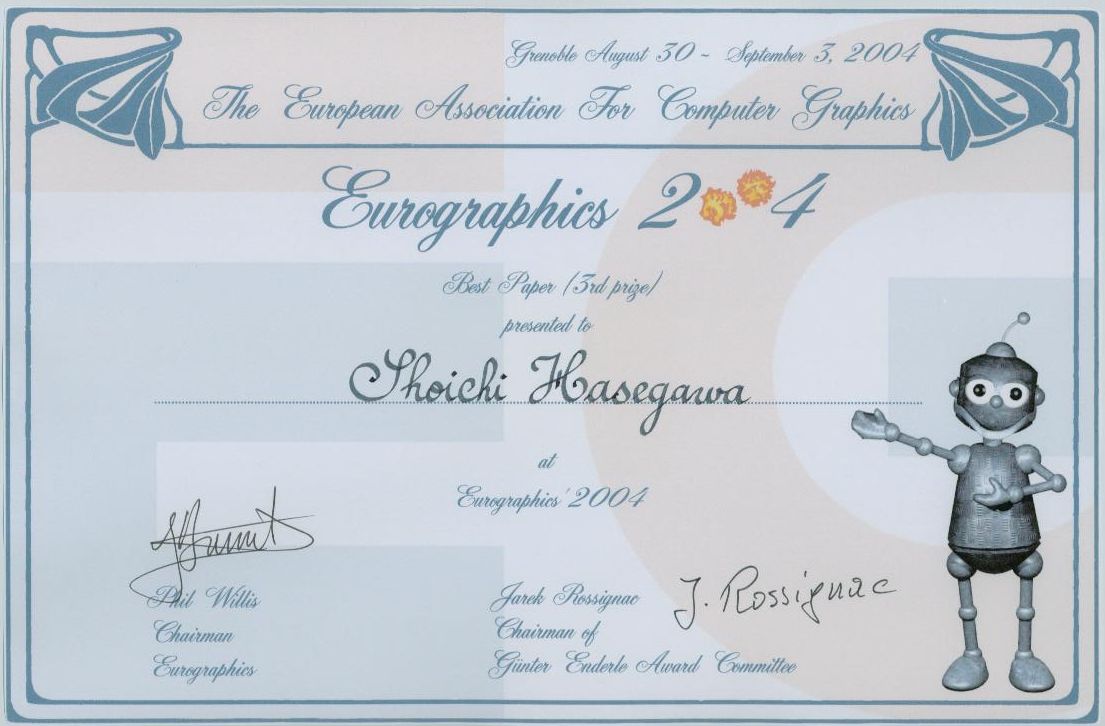 Grenoble August 30 - September 3, 2004
The European Association For Computer Graphics
Eurographics 2004
Best Paper (3rd prize)
presented to
Shoichi Hasegawa
at
Eurographics' 2004
Phil Willis
Chairman
Eurographics
Jarek Rossignac
Chairman of
Günter Enderle Award Committee
J. Rossignac